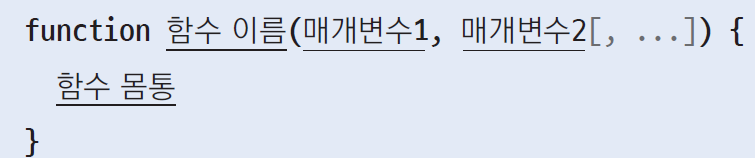 function 함수 이름(매개변수1, 매개변수2[, ...]) {
함수 몸통
}